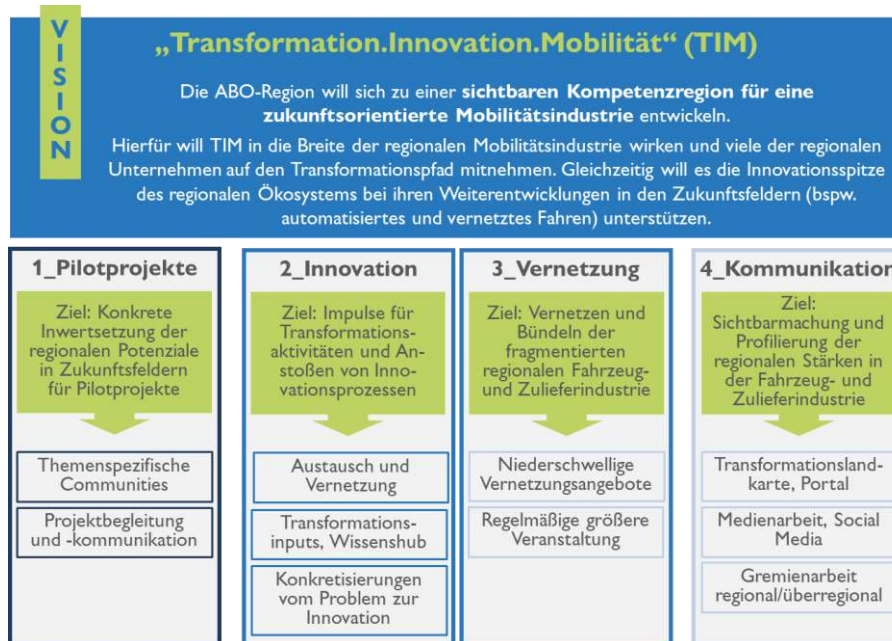 VISION
„Transformation.Innovation.Mobilität“ (TIM)
Die ABO-Region will sich zu einer sichtbaren Kompetenzregion für eine
zukunftsorientierte Mobilitätsindustrie entwickeln.
Hierfür will TIM in die Breite der regionalen Mobilitätsindustrie wirken und viele der regionalen
Unternehmen auf den Transformationspfad mitnehmen. Gleichzeitig will es die Innovationsspitze
des regionalen Ökosystems bei ihren Weiterentwicklungen in den Zukunftsfeldern (bspw.
automatisiertes und vernetztes Fahren) unterstützen.
1_Pilotprojekte
Ziel: Konkrete
Inwertsetzung der
regionalen Potenziale
in Zukunftsfeldern
für Pilotprojekte
Themenspezifische
Communities
Projektbegleitung
und -kommunikation
2_Innovation
Ziel: Impulse für
Transformations-
aktivitäten und An-
stoßen von Inno-
vationsprozessen
Austausch und
Vernetzung
Transformations-
inputs, Wissenshub
Konkretisierungen
vom Problem zur
Innovation
3_Vernetzung
Ziel: Vernetzen und
Bündeln der
fragmentierten
regionalen Fahrzeug-
und Zulieferindustrie
Niederschwellige
Vernetzungsangebote
Regelmäßige größere
Veranstaltung
4_Kommunikation
Ziel:
Sichtbarmachung und
Profilierung der
regionalen Stärken in
der Fahrzeug- und
Zulieferindustrie
Transformationsland-
karte, Portal
Medienarbeit, Social
Media
Gremienarbeit
regional/überregional